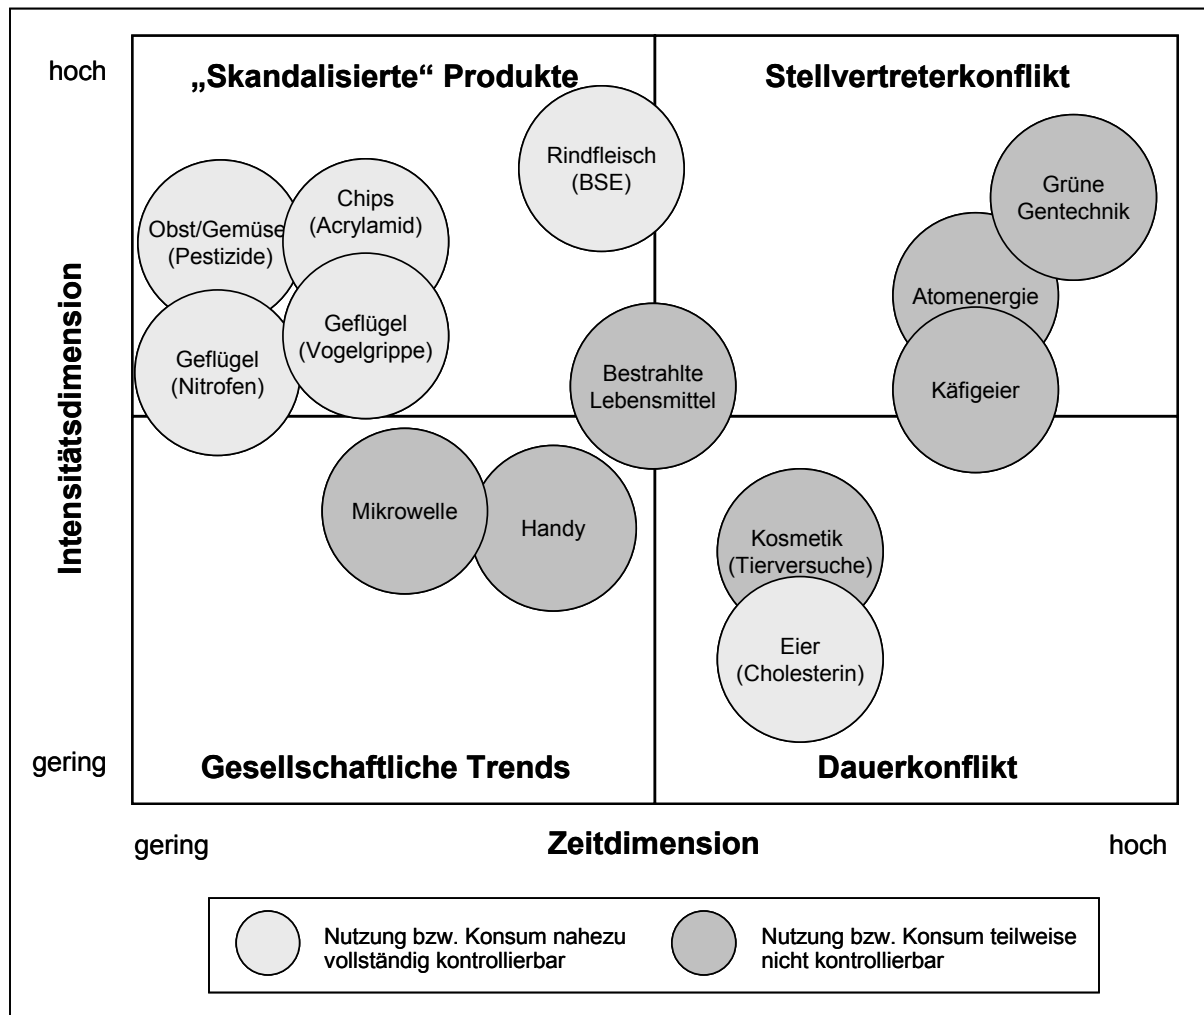 hoch
„Skandalisierte“ Produkte
Stellvertreterkonflikt
Rindfleisch
(BSE)
Grüne
Gentechnik
Chips
(Acrylamid)
Obst/Gemüse
(Pestizide)
Atomenergie
Geflügel
(Vogelgrippe)
Geflügel
(Nitrofen)
Bestrahlte
Lebensmittel
Käfigeier
Intensitätsdimension
Mikrowelle
Handy
Kosmetik
(Tierversuche)
Eier
(Cholesterin)
gering
Gesellschaftliche Trends
Dauerkonflikt
gering
Zeitdimension
hoch
Nutzung bzw. Konsum nahezu
vollständig kontrollierbar
Nutzung bzw. Konsum teilweise
nicht kontrollierbar